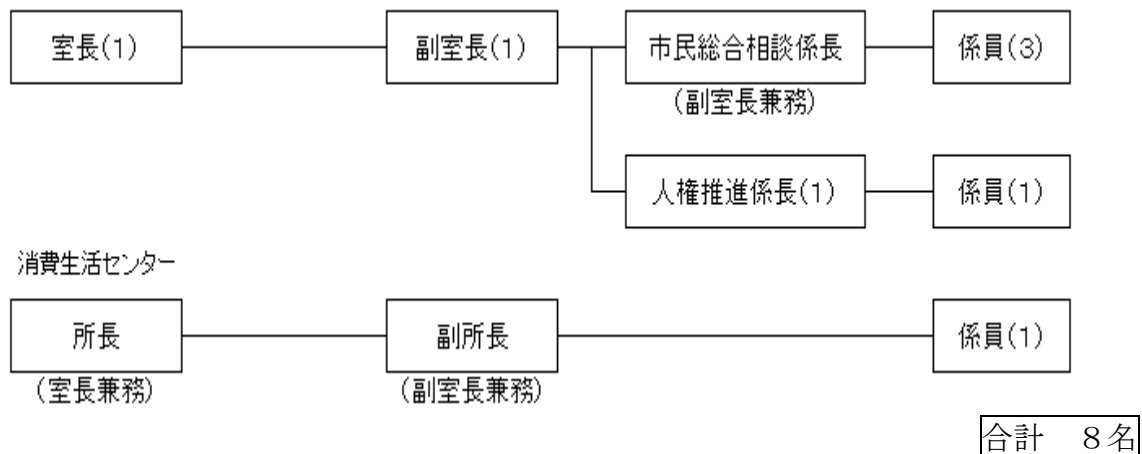 室長(1)
副室長(1)
市民総合相談係長
(副室長兼務)
係員(3)
人権推進係長(1)
係員(1)
消費生活センター
所長
(室長兼務)
副所長
(副室長兼務)
係員(1)
合計　８名